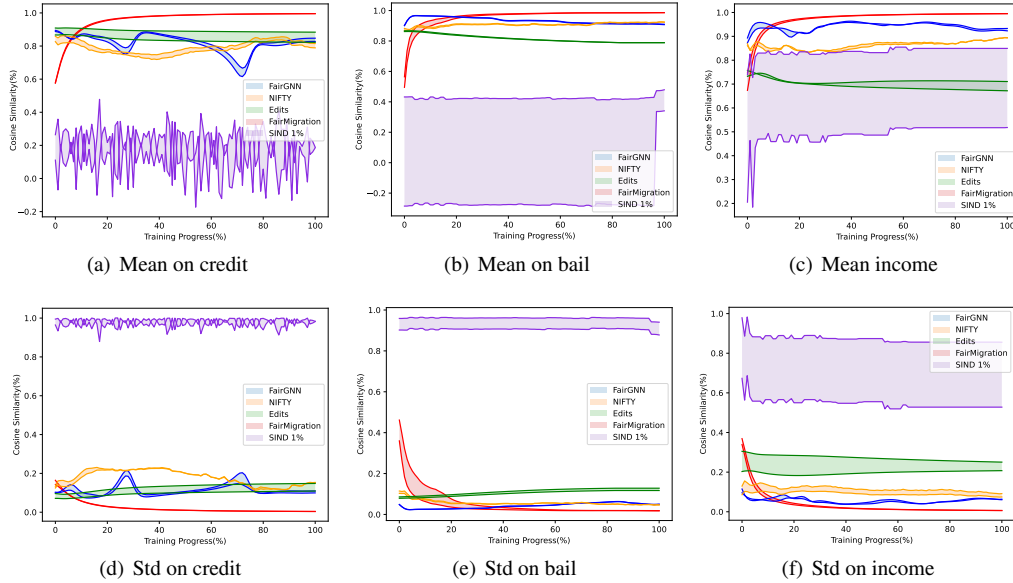 Cosine Similarity(%)
1.0
0.8
0.6
0.4
0.2
0.0
−0.2
0
20
40
60
80
100
Training Progress(%)
FairGNN
NIFTY
Edits
FairMigration
SIND 1%
(a) Mean on credit
Cosine Similarity(%)
1.0
0.8
0.6
0.4
0.2
0.0
−0.2
0
20
40
60
80
100
Training Progress(%)
FairGNN
NIFTY
Edits
FairMigration
SIND 1%
(b) Mean on bail
Cosine Similarity(%)
1.0
0.9
0.8
0.7
0.6
0.5
0.4
0.3
0.2
0
20
40
60
80
100
Training Progress(%)
FairGNN
NIFTY
Edits
FairMigration
SIND 1%
(c) Mean income
Cosine Similarity(%)
1.0
0.8
0.6
0.4
0.2
0.0
0
20
40
60
80
100
Training Progress(%)
FairGNN
NIFTY
Edits
FairMigration
SIND 1%
(d) Std on credit
Cosine Similarity(%)
1.0
0.8
0.6
0.4
0.2
0.0
0
20
40
60
80
100
Training Progress(%)
FairGNN
NIFTY
Edits
FairMigration
SIND 1%
(e) Std on bail
Cosine Similarity(%)
1.0
0.8
0.6
0.4
0.2
0.0
0
20
40
60
80
100
Training Progress(%)
FairGNN
NIFTY
Edits
FairMigration
SIND 1%
(f) Std on income